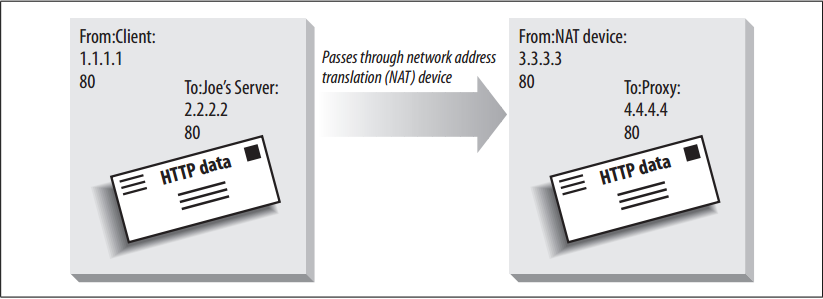 From:Client:
1.1.1.1
80
To:Joe's Server:
2.2.2.2
80
HTTP data
Passes through network address
translation (NAT) device
From:NAT device:
3.3.3.3
80
To:Proxy:
4.4.4.4
80
HTTP data